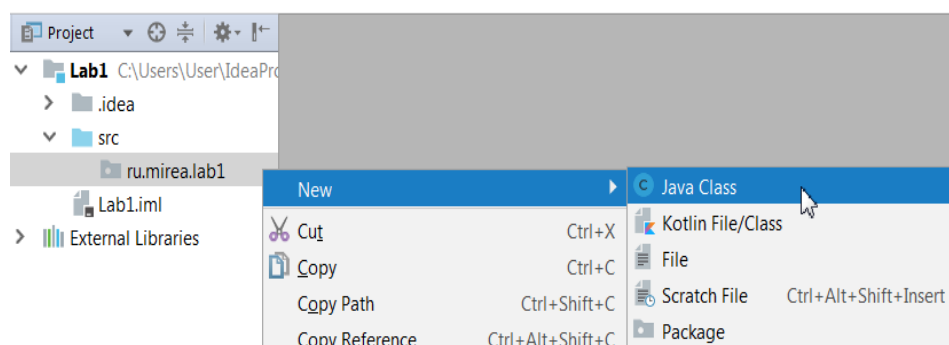 Project
Lab1 C:\Users\User\IdeaPro
.idea
src
ru.mirea.lab1
Lab1.iml
External Libraries
New
Cut Ctrl+X
Copy Ctrl+C
Copy Path Ctrl+Shift+C
Copy Reference Ctrl+Alt+Shift+C
Java Class
Kotlin File/Class
File
Scratch File Ctrl+Alt+Shift+Insert
Package